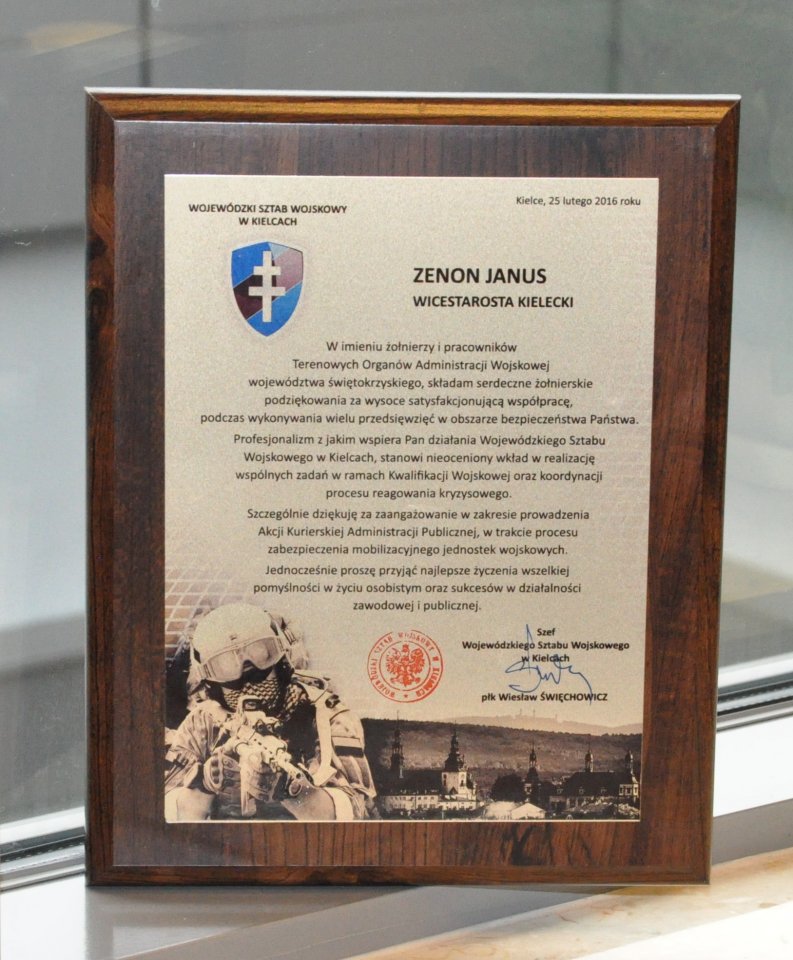 WOJEWÓDZKI SZTAB WOJSKOWY
W KIELCACH
Kielce, 25 lutego 2016 roku
ZENON JANUS
WICESTAROSTA KIELECKI
W imieniu żołnierzy i pracowników
Terenowych Organów Administracji Wojskowej
województwa świętokrzyskiego, składam serdeczne żołnierskie
podziękowania za wysoce satysfakcjonującą współpracę,
podczas wykonywania wielu przedsięwzięć w obszarze bezpieczeństwa Państwa.
Profesjonalizm z jakim wspiera Pan działania Wojewódzkiego Sztabu
Wojskowego w Kielcach, stanowi nieoceniony wkład w realizację
wspólnych zadań w ramach Kwalifikacji Wojskowej oraz koordynacji
procesu reagowania kryzysowego.
Szczególnie dziękuję za zaangażowanie w zakresie prowadzenia
Akcji Kurierskiej Administracji Publicznej, w trakcie procesu
zabezpieczenia mobilizacyjnego jednostek wojskowych.
Jednocześnie proszę przyjąć najlepsze życzenia wszelkiej
pomyślności w życiu osobistym oraz sukcesów w działalności
zawodowej i publicznej.
Szef
Wojewódzkiego Sztabu Wojskowego
w Kielcach
płk Wiesław ŚWIĘCHOWICZ
WOJEWÓDZKI SZTAB WOJSKOWY W KIELCACH